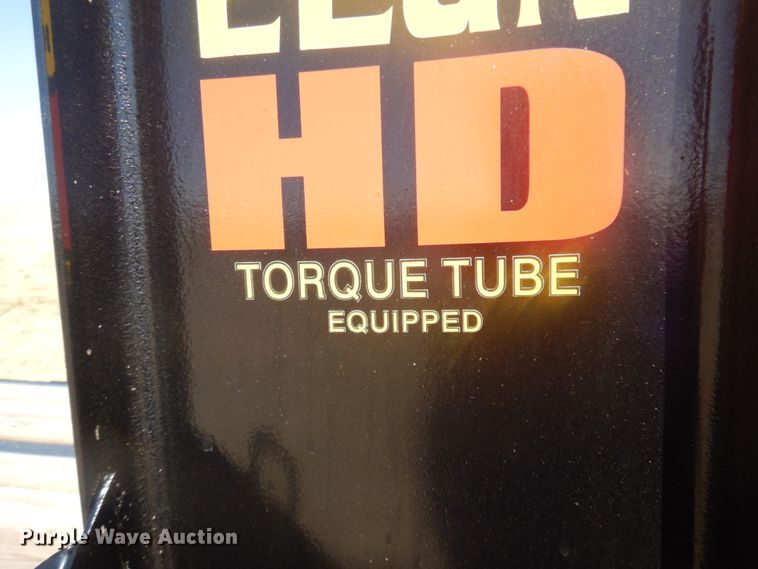 HD
TORQUE TUBE
EQUIPPED
Purple Wave Auction